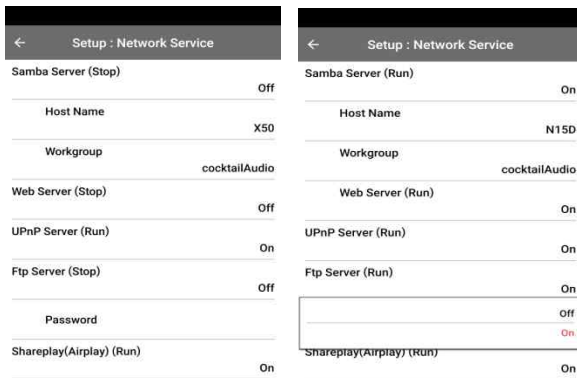 Setup : Network Service
Samba Server (Stop)
Off
Host Name
X50
Workgroup
cocktailAudio
Web Server (Stop)
Off
UPnP Server (Run)
On
Ftp Server (Stop)
Off
Password
Shareplay(Airplay) (Run)
On
Setup : Network Service
Samba Server (Run)
On
Host Name
N15D
Workgroup
cocktailAudio
Web Server (Run)
On
UPnP Server (Run)
On
Ftp Server (Run)
On
Off
On
Shareplay(Airplay) (Run)
On